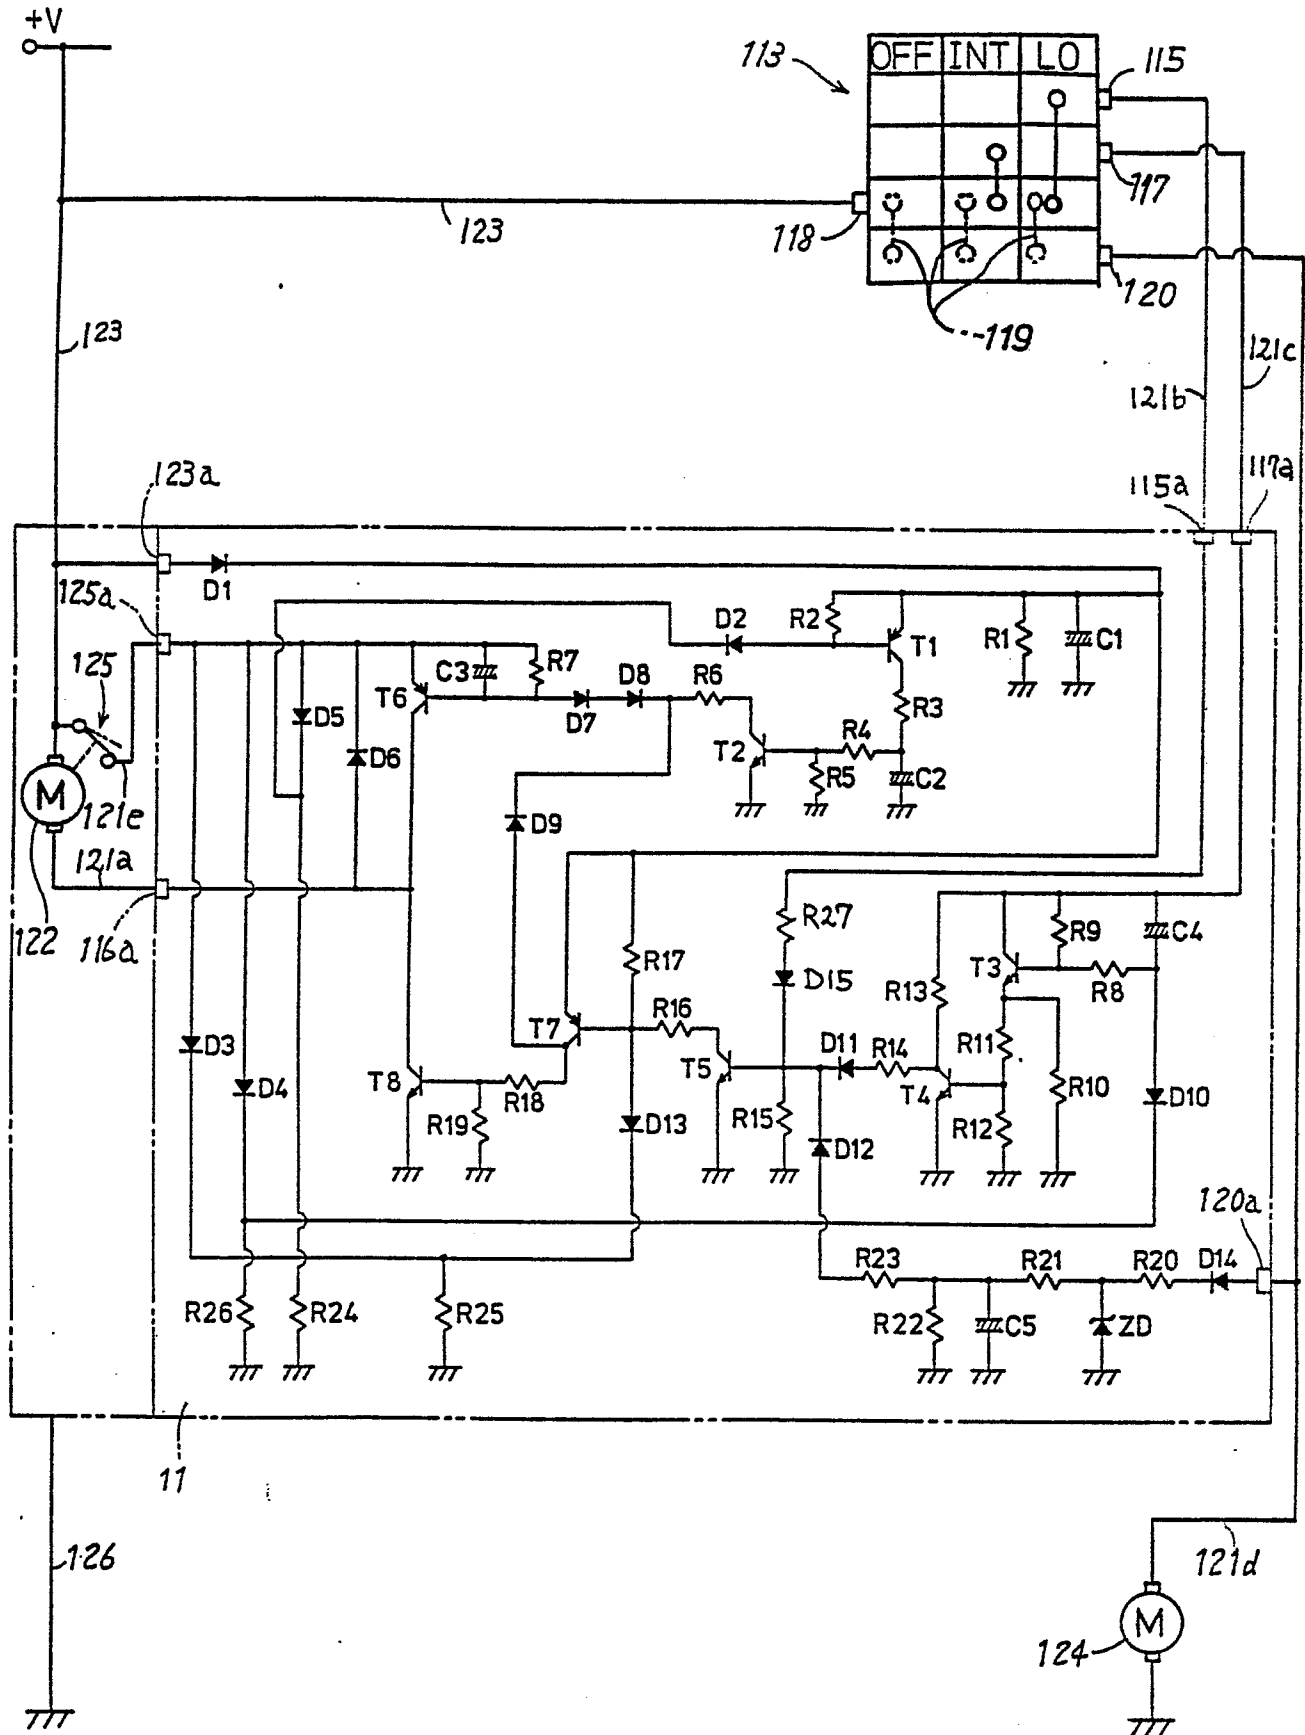 +V
113
OFF INT LO
115
117
118
120
119
123
123
121c
121b
123a
115a
117a
D1
125a
D2
R2
T1
R1
C1
125
C3
R7
D8
R6
T6
D5
D7
R3
T2
R4
D6
R5
C2
M
121e
D9
121a
122
116a
R27
R9
C4
R17
D15
T3
R8
R13
R16
T7
D11
R14
R11
D3
T5
T8
D4
T4
R10
D10
R18
R19
D13
R15
R12
D12
120a
R23
R21
R20
D14
R26
R24
R25
R22
C5
ZD
11
126
121d
M
124